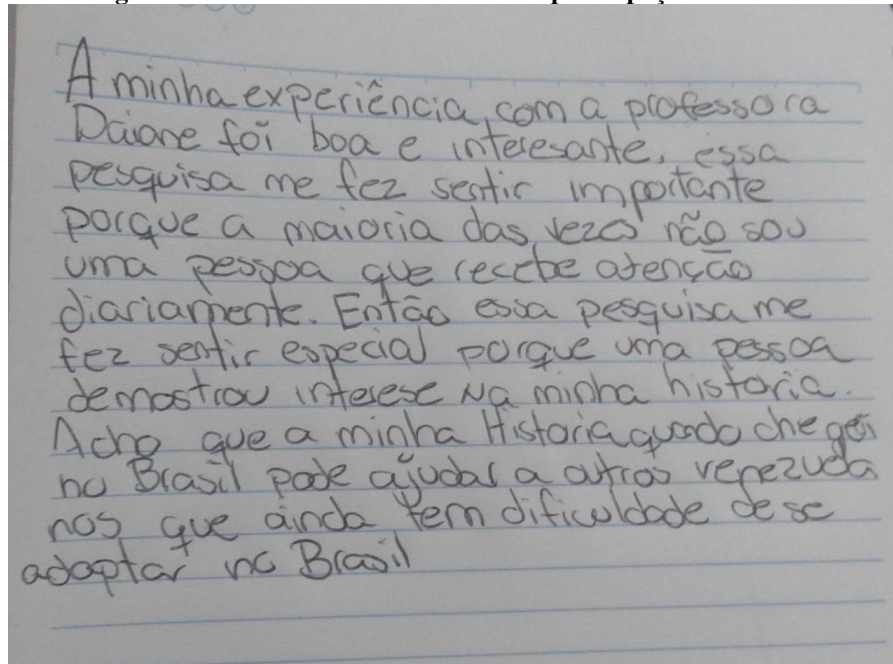 A minha experiência, com a professora
Daiane foi boa e interesante, essa
pesquisa me fez sentir importante
porque a maioria das vezes não sou
uma pessoa que recebe atenção
diariamente. Então essa pesquisa me
fez sentir especial porque uma pessoa
demostrou interese na minha historia.
Acho que a minha Historia quando chegei
no Brasil pode ajudar a outros venezuela
nos que ainda tem dificuldade de se
adaptar no Brasil